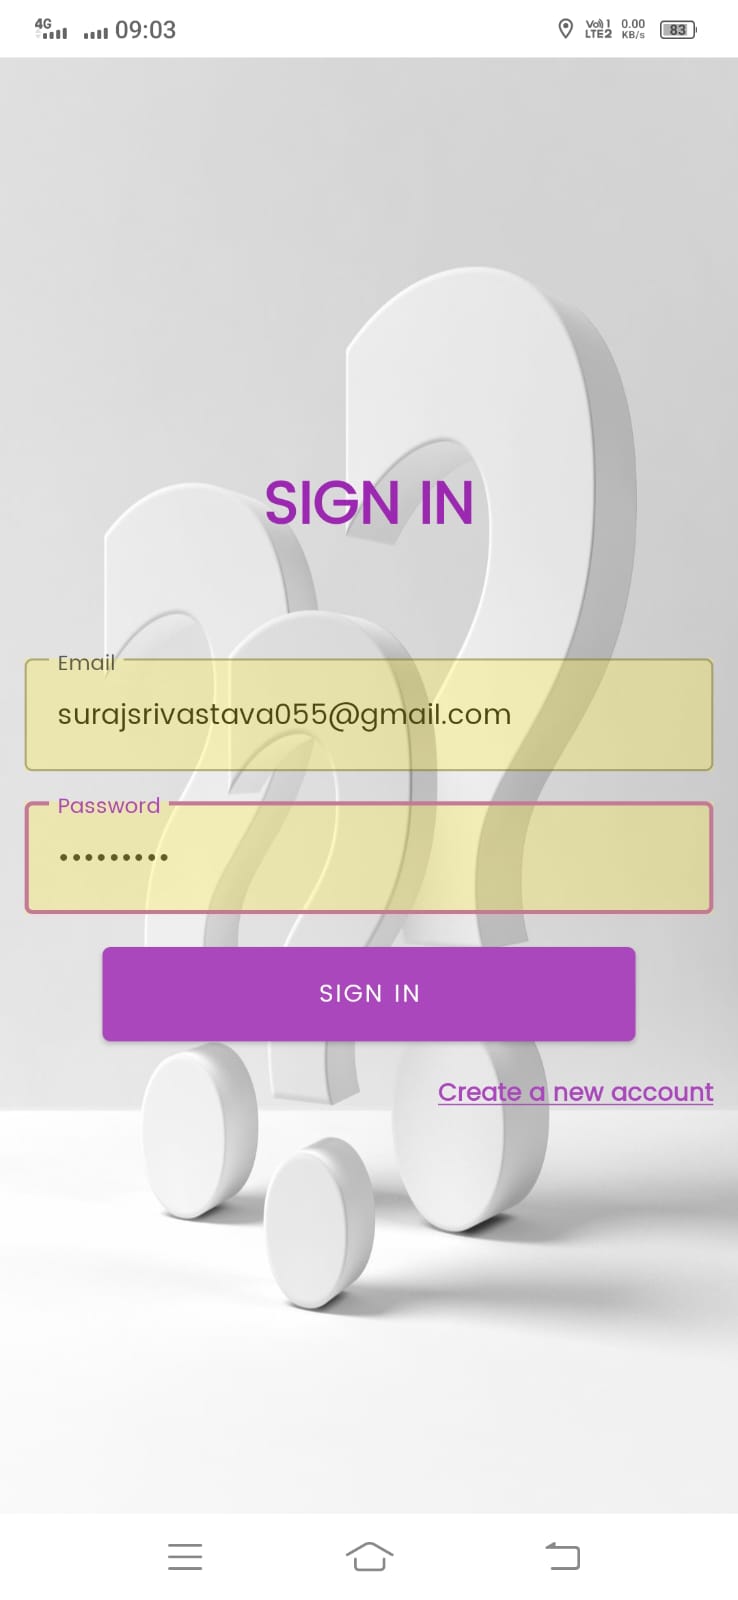 4G 09:03 Vo) 1 LTE2 0.00 KB/s 83
SIGN IN
Email
surajsrivastava055@gmail.com
Password
•••••••••
SIGN IN
Create a new account